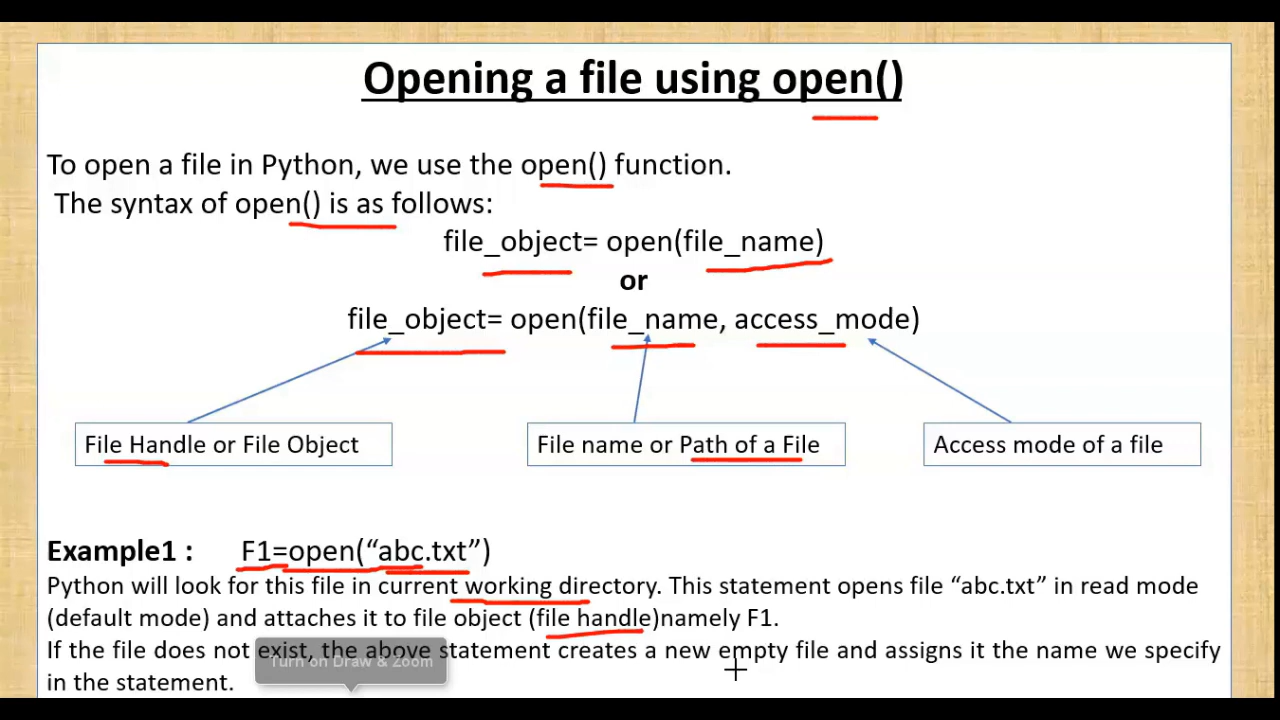 Opening a file using open()
To open a file in Python, we use the open() function.
The syntax of open() is as follows:
file_object= open(file_name)
or
file_object= open(file_name, access_mode)
File Handle or File Object
File name or Path of a File
Access mode of a file
Example1 : F1=open(“abc.txt”)
Python will look for this file in current working directory. This statement opens file “abc.txt” in read mode
(default mode) and attaches it to file object (file handle)namely F1.
If the file does not exist, the above statement creates a new empty file and assigns it the name we specify
Turn on Draw & Zoom
in the statement.